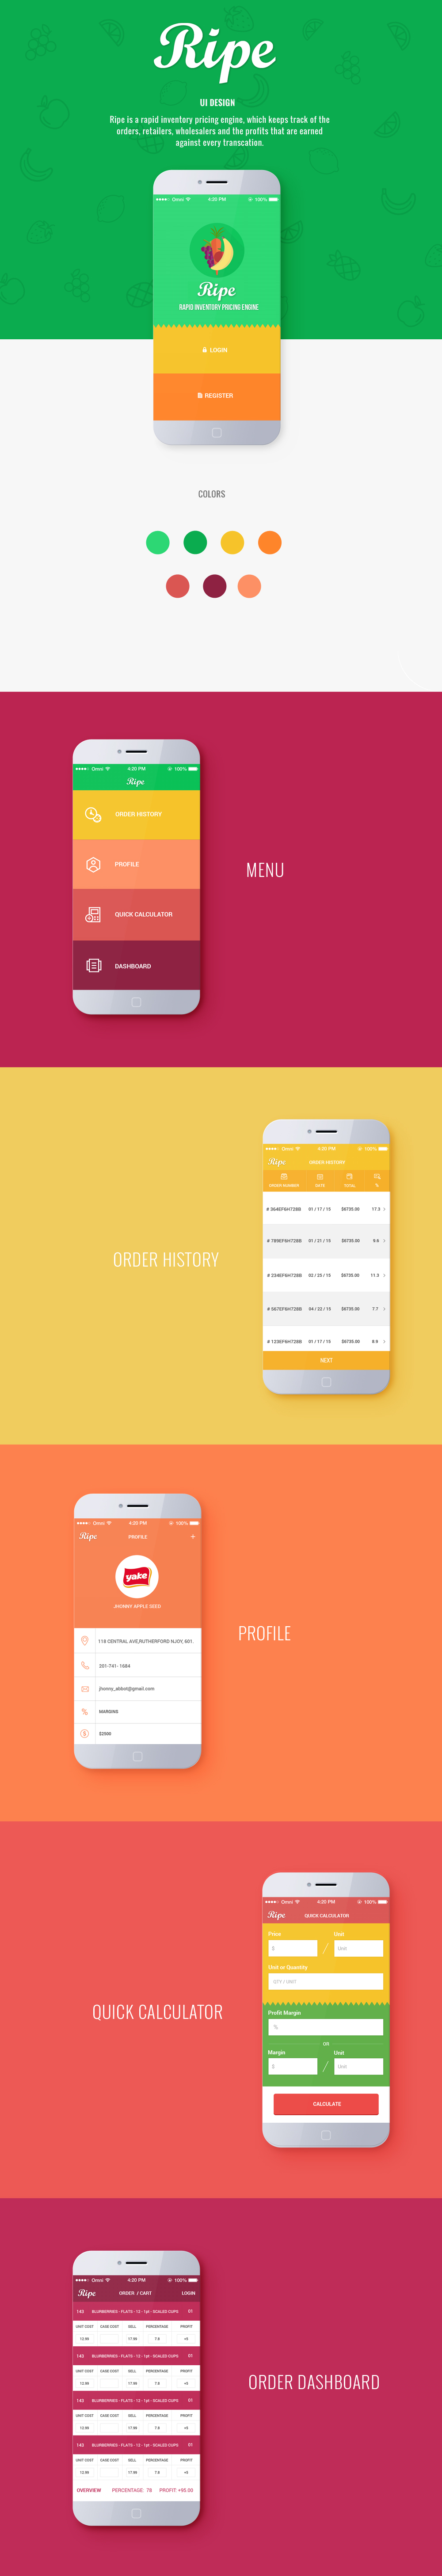 Ripe
UI DESIGN
Ripe is a rapid inventory pricing engine, which keeps track of the
orders, retailers, wholesalers and the profits that are earned
against every transcation.
Omni 4:20 PM 100%
Ripe
RAPID INVENTORY PRICING ENGINE
LOGIN
REGISTER
COLORS
Omni 4:20 PM 100%
Ripe
ORDER HISTORY
PROFILE
QUICK CALCULATOR
DASHBOARD
MENU
ORDER HISTORY
Omni 4:20 PM 100%
Ripe ORDER HISTORY
ORDER NUMBER DATE TOTAL %
# 364EF6H728B 01 / 17 / 15 $6735.00 17.3 >
# 789EF6H728B 01 / 21 / 15 $6735.00 9.6 >
# 234EF6H728B 02 / 25 / 15 $6735.00 11.3 >
# 567EF6H728B 04 / 22 / 15 $6735.00 7.7 >
# 123EF6H728B 01 / 17 / 15 $6735.00 8.9 >
NEXT
Omni 4:20 PM 100%
Ripe PROFILE +
yake
JHONNY APPLE SEED
118 CENTRAL AVE,RUTHERFORD NJOY, 601
201-741- 1684
jhonny_abbot@gmail.com
MARGINS
$2000
PROFILE
QUICK CALCULATOR
Omni 4:20 PM 100%
Ripe QUICK CALCULATOR
Price Unit
$ / Unit
Unit or Quantity
QTY / UNIT
Profit Margin
%
OR
Margin Unit
$ / Unit
CALCULATE
Omni 4:20 PM 100%
Ripe ORDER / CART LOGIN
143 BLURBERRIES - FLATS - 12 - 1pt - SCALED CUPS 01
UNIT COST CASE COST SELL PERCENTAGE PROFIT
12.99 17.99 7.8 +5
143 BLURBERRIES - FLATS - 12 - 1pt - SCALED CUPS 01
UNIT COST CASE COST SELL PERCENTAGE PROFIT
12.99 17.99 7.8 +5
143 BLURBERRIES - FLATS - 12 - 1pt - SCALED CUPS 01
UNIT COST CASE COST SELL PERCENTAGE PROFIT
12.99 17.99 7.8 +5
143 BLURBERRIES - FLATS - 12 - 1pt - SCALED CUPS 01
UNIT COST CASE COST SELL PERCENTAGE PROFIT
12.99 17.99 7.8 +5
OVERVIEW PERCENTAGE: 78 PROFIT: +95.00
ORDER DASHBOARD